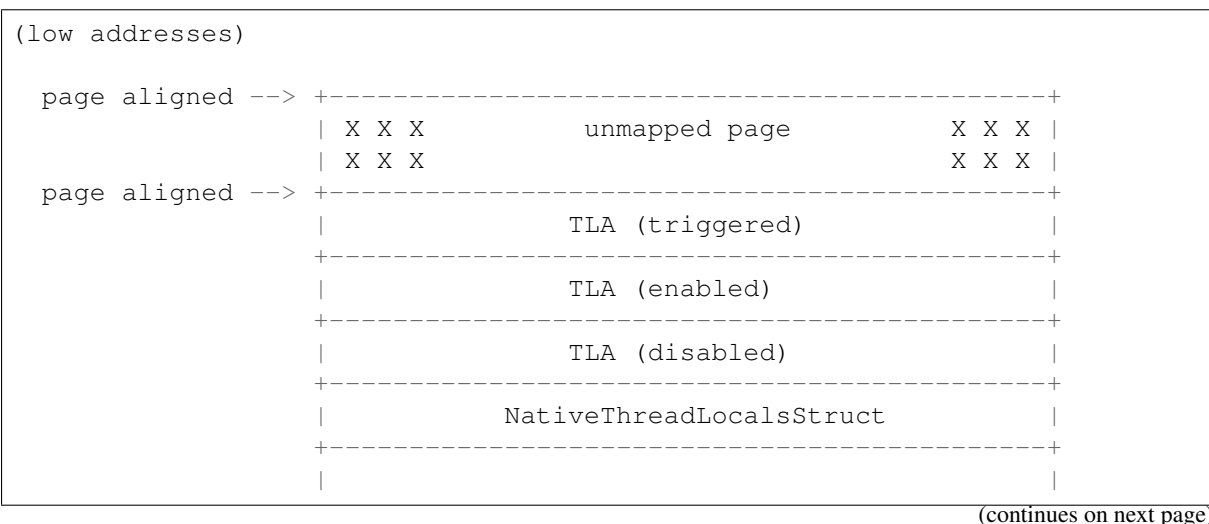 (low addresses)
page aligned --> +---------------------------------------------+
| X X X unmapped page X X X |
| X X X X X X |
page aligned --> +---------------------------------------------+
| TLA (triggered) |
+---------------------------------------------+
| TLA (enabled) |
+---------------------------------------------+
| TLA (disabled) |
+---------------------------------------------+
| NativeThreadLocalsStruct |
+---------------------------------------------+
| |
(continues on next page)